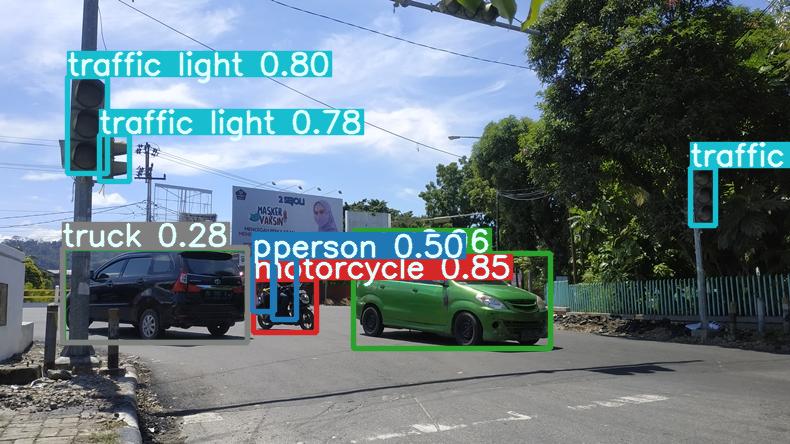 traffic light 0.80
traffic light 0.78
traffic
truck 0.28
pperson 0.50
6
motorcycle 0.85
MASKER
VAKSIN